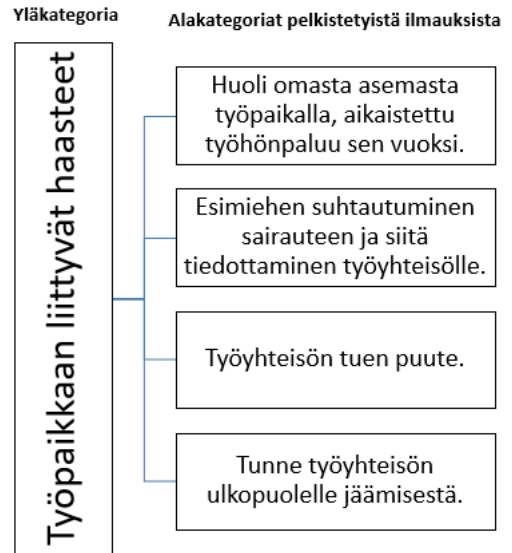 Yläkategoria
Alakategoriat pelkistetyistä ilmauksista
Työpaikkaan liittyvät haasteet
Huoli omasta asemasta
työpaikalla, aikaistettu
työhönpaluu sen vuoksi.
Esimiehen suhtautuminen
sairauteen ja siitä
tiedottaminen työyhteisölle.
Työyhteisön tuen puute.
Tunne työyhteisön
ulkopuolelle jäämisestä.